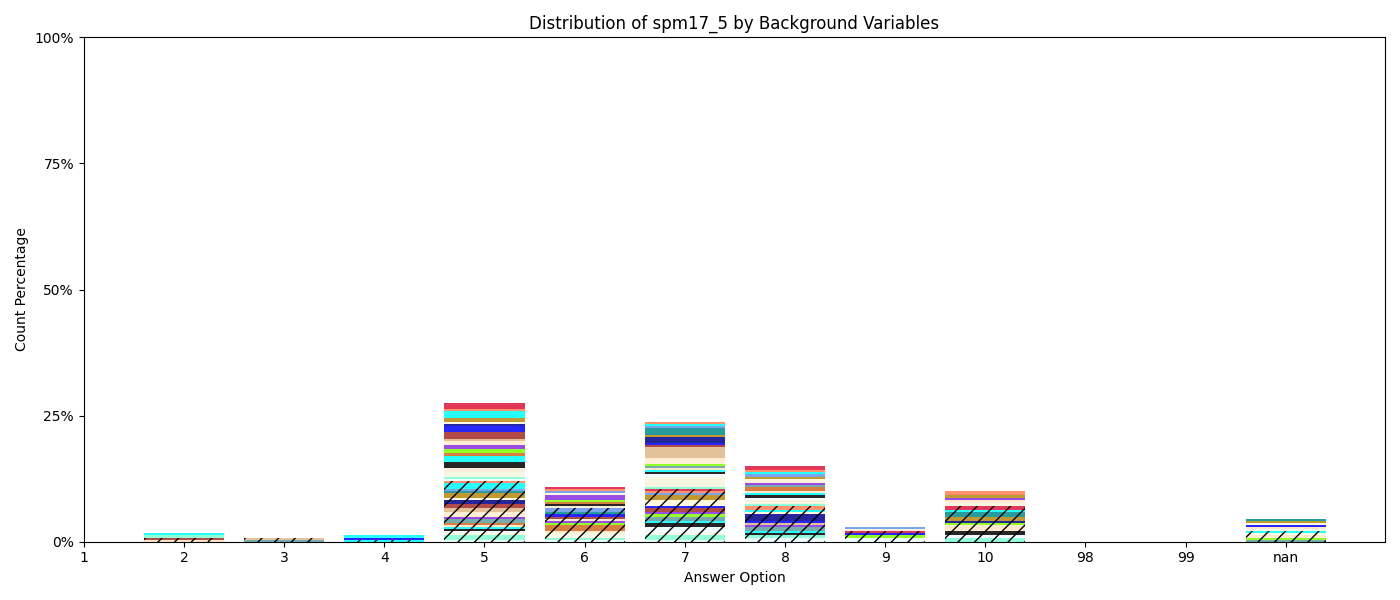 Distribution of spm17_5 by Background Variables
100%
75%
50%
25%
0%
Count Percentage
1 2 3 4 5 6 7 8 9 10 98 99 nan
Answer Option